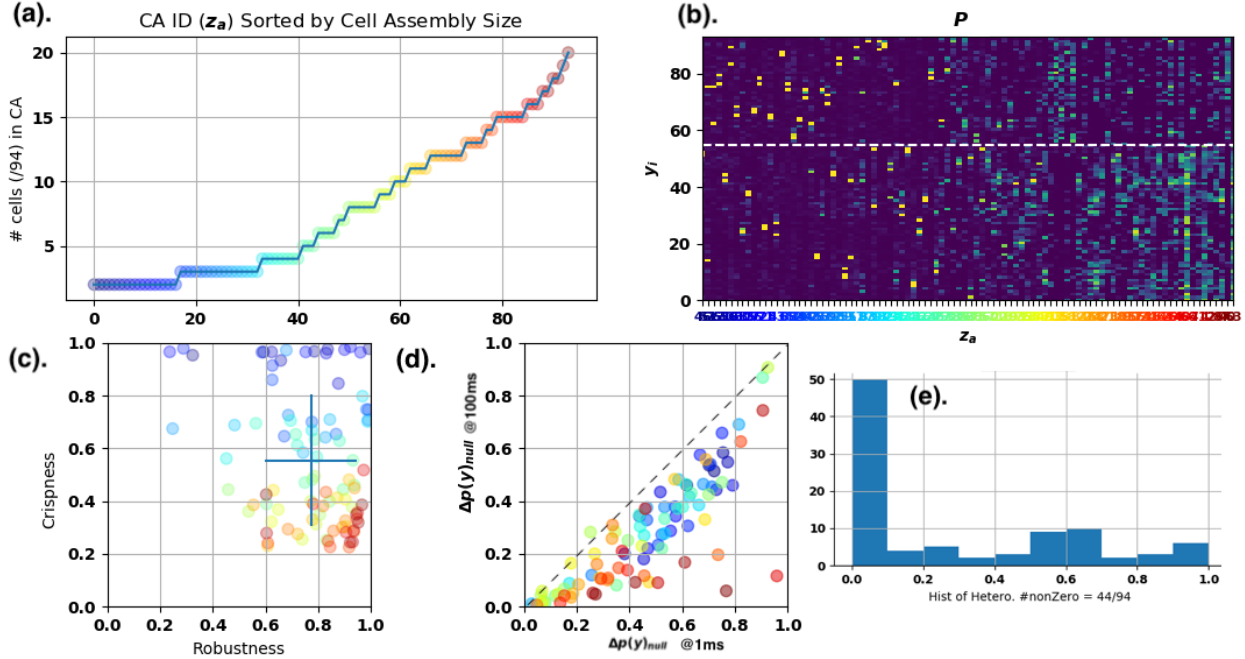 (a).
CA ID (z_a) Sorted by Cell Assembly Size
# cells (/94) in CA
20
15
10
5
0 20 40 60 80
(b).
P
y_i
80
60
40
20
0
z_a
(c).
Crispness
1.0
0.8
0.6
0.4
0.2
0.0
0.0 0.2 0.4 0.6 0.8 1.0
Robustness
(d).
Δp(y)_null @100ms
1.0
0.8
0.6
0.4
0.2
0.0
0.0 0.2 0.4 0.6 0.8 1.0
Δp(y)_null @1ms
(e).
50
40
30
20
10
0
0.0 0.2 0.4 0.6 0.8 1.0
Hist of Hetero. #nonZero = 44/94